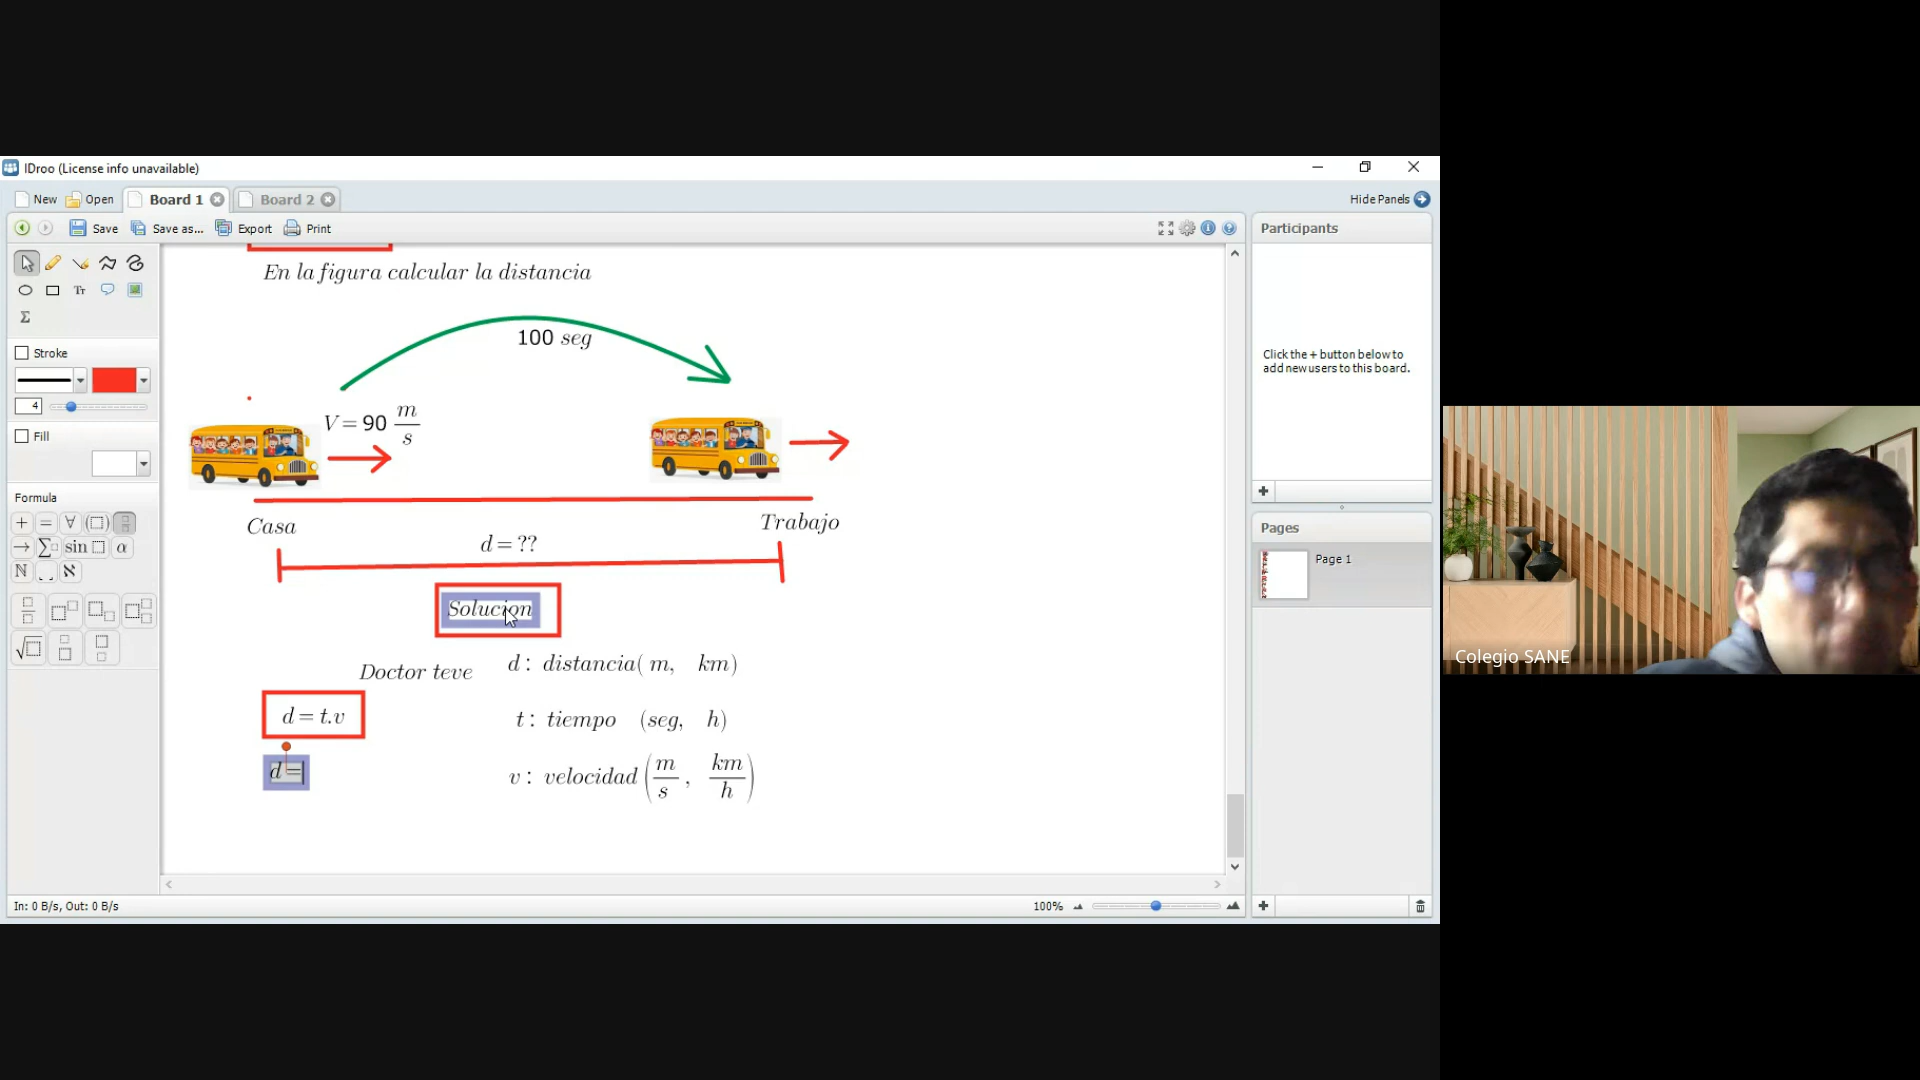 IDroo (License info unavailable)
New Open Board 1 Board 2 Hide Panels
Save Save as... Export Print
Participants
En la figura calcular la distancia
100 seg
V = 90 m/s
Casa
Trabajo
d = ??
Solucion
Doctor teve
d : distancia( m, km)
d = t.v
t : tiempo (seg, h)
d =
v : velocidad (m/s, km/h)
Tr
Σ
Stroke
4
Fill
Formula
+ = ∀ (□)
→ Σ□ sin□ α
ℕ ℵ
Click the + button below to
add new users to this board.
Pages
Page 1
In: 0 B/s, Out: 0 B/s
100%
Colegio SANE